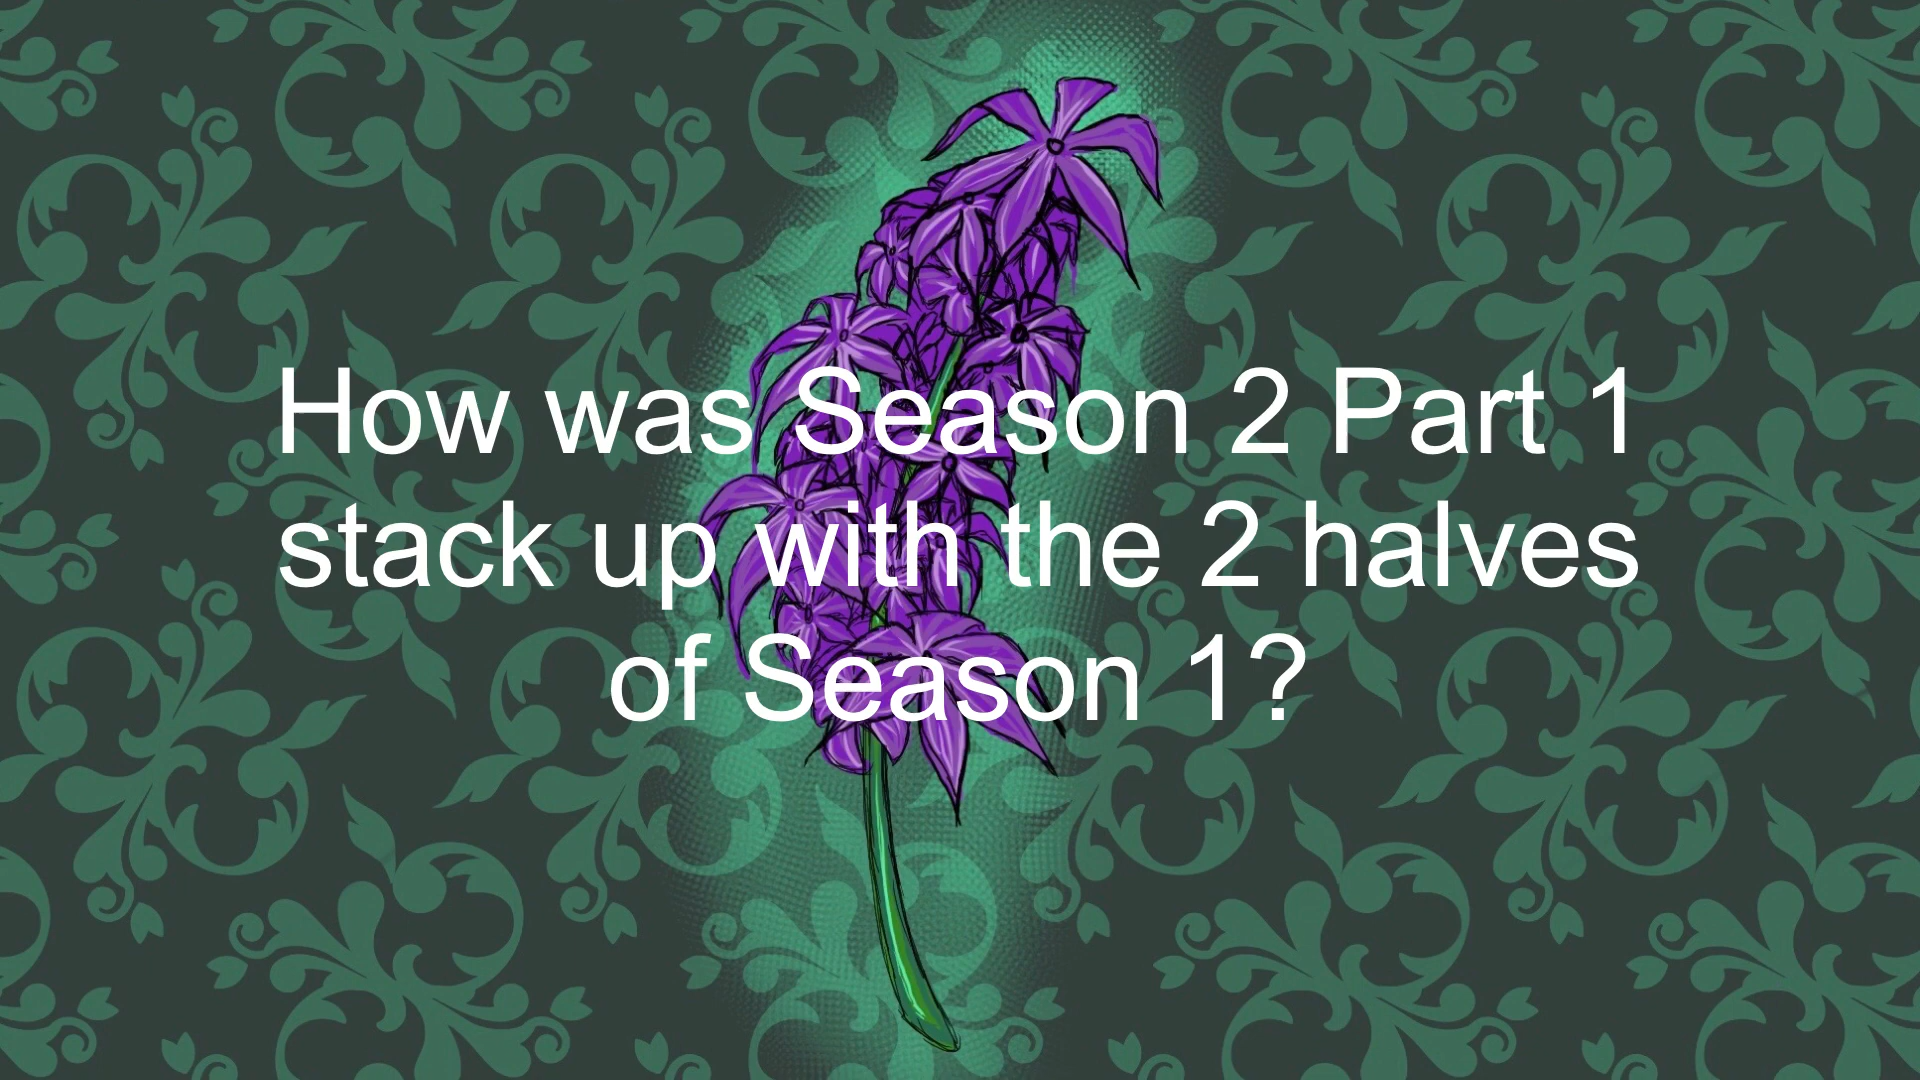 How was Season 2 Part 1
stack up with the 2 halves
of Season 1?